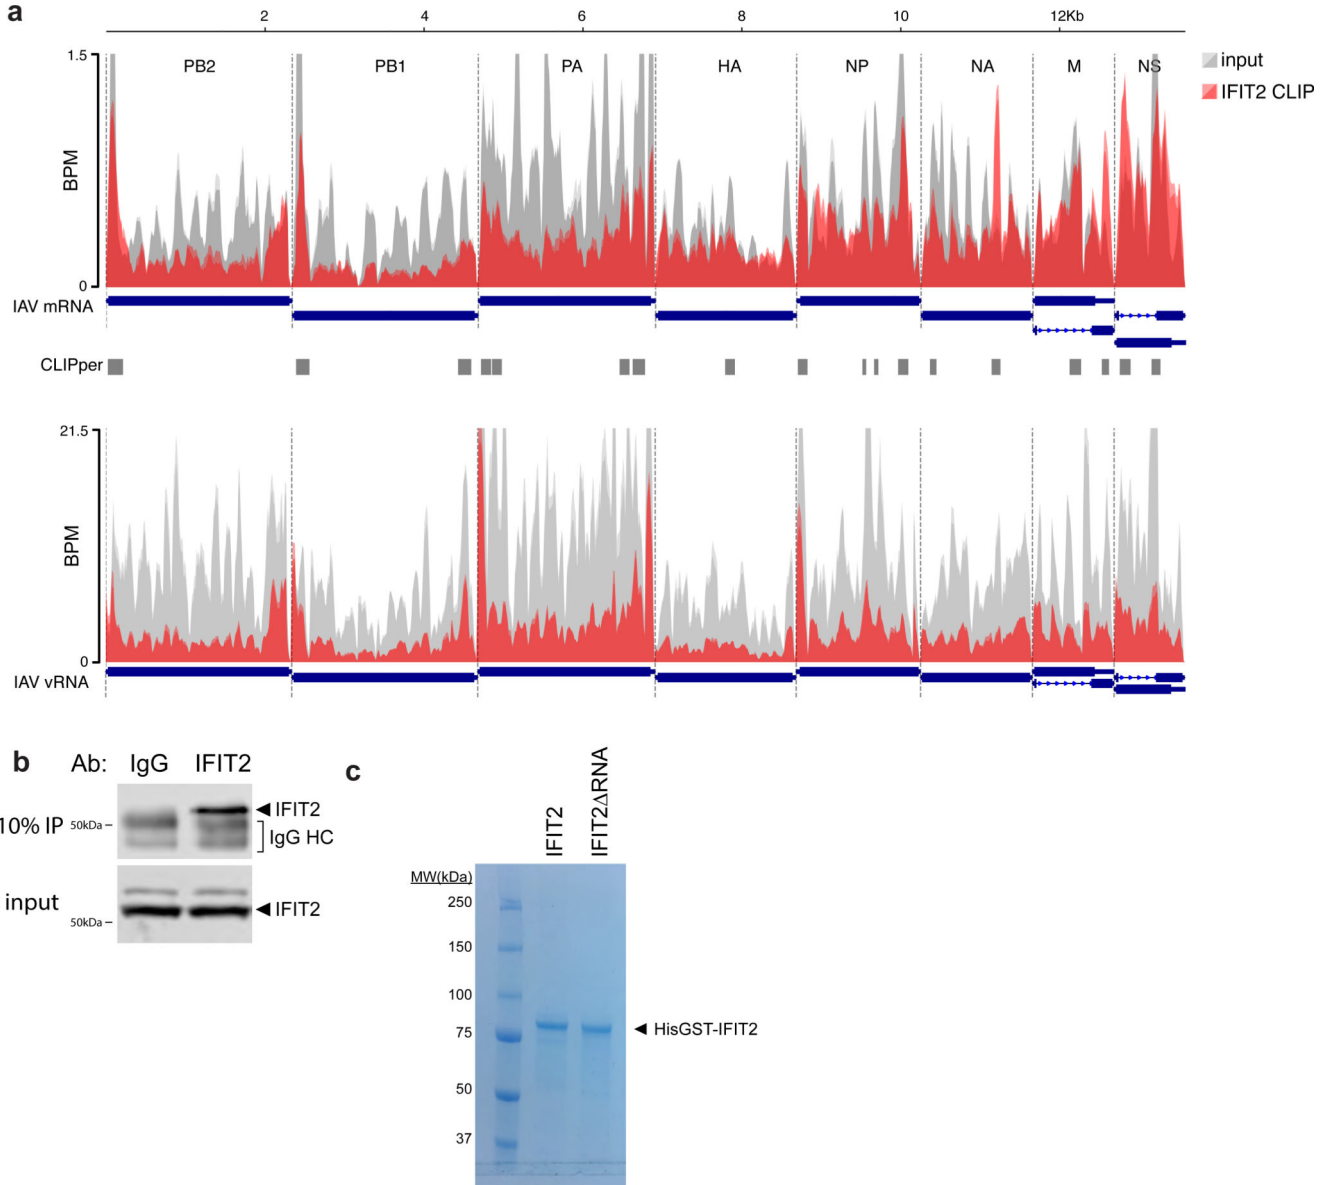 a
2 4 6 8 10 12Kb
1.5
PB2 PB1 PA HA NP NA M NS
input
IFIT2 CLIP
BPM
0
IAV mRNA
CLIPper
21.5
BPM
0
IAV vRNA
b
Ab: IgG IFIT2
10% IP
50kDa
IFIT2
IgG HC
input
50kDa
IFIT2
c
IFIT2
IFIT2ΔRNA
MW(kDa)
250
150
100
75
50
37
HisGST-IFIT2